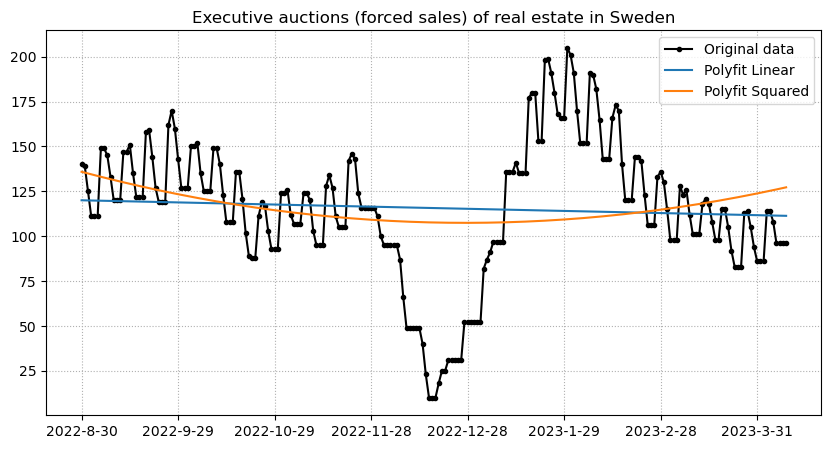 Executive auctions (forced sales) of real estate in Sweden
Original data
Polyfit Linear
Polyfit Squared
200
175
150
125
100
75
50
25
2022-8-30 2022-9-29 2022-10-29 2022-11-28 2022-12-28 2023-1-29 2023-2-28 2023-3-31